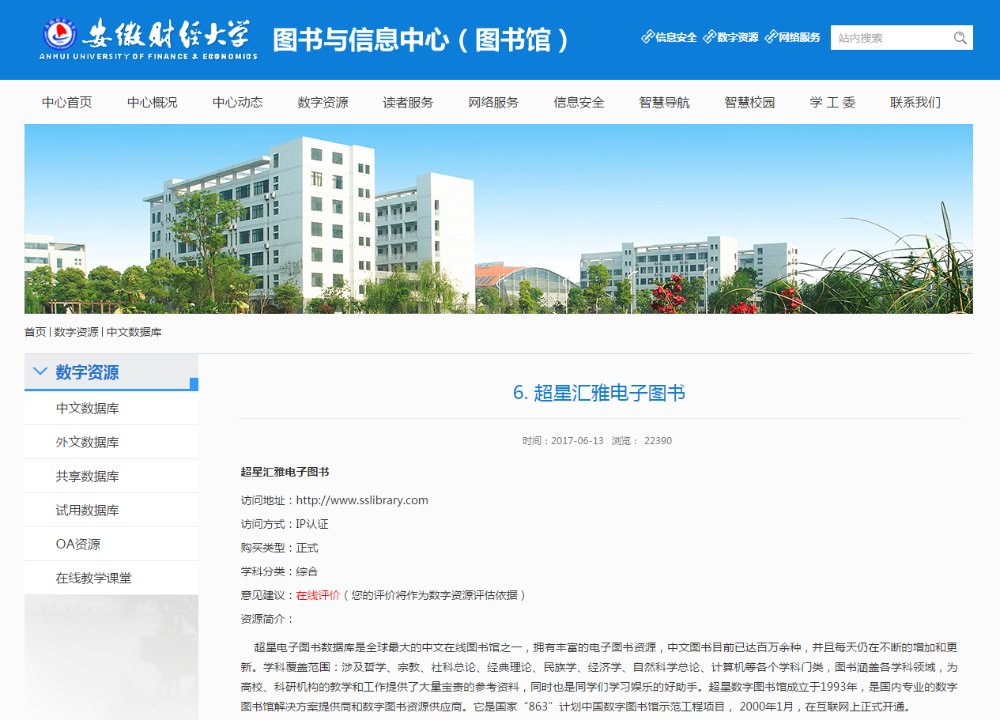 安徽财经大学
ANHUI UNIVERSITY OF FINANCE & ECONOMICS
图书与信息中心（图书馆）
信息安全 数字资源 网络服务 站内搜索
中心首页 中心概况 中心动态 数字资源 读者服务 网络服务 信息安全 智慧导航 智慧校园 学 工 委 联系我们
首页 | 数字资源 | 中文数据库
数字资源
中文数据库
外文数据库
共享数据库
试用数据库
OA资源
在线教学课堂
6. 超星汇雅电子图书
时间：2017-06-13 浏览： 22390
超星汇雅电子图书
访问地址：http://www.sslibrary.com
访问方式：IP认证
购买类型：正式
学科分类：综合
意见建议：在线评价（您的评价将作为数字资源评估依据）
资源简介：
超星电子图书数据库是全球最大的中文在线图书馆之一，拥有丰富的电子图书资源，中文图书目前已达百万余种，并且每天仍在不断的增加和更
新。学科覆盖范围：涉及哲学、宗教、社科总论、经典理论、民族学、经济学、自然科学总论、计算机等各个学科门类，图书涵盖各学科领域，为
高校、科研机构的教学和工作提供了大量宝贵的参考资料，同时也是同学们学习娱乐的好助手。超星数字图书馆成立于1993年，是国内专业的数字
图书馆解决方案提供商和数字图书资源供应商。它是国家“863”计划中国数字图书馆示范工程项目， 2000年1月，在互联网上正式开通。